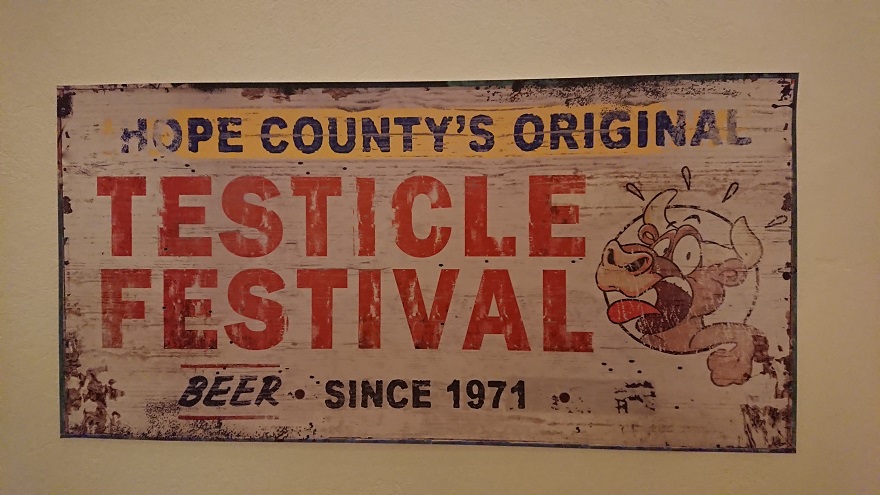 HOPE COUNTY'S ORIGINAL
TESTICLE
FESTIVAL
BEER • SINCE 1971 •